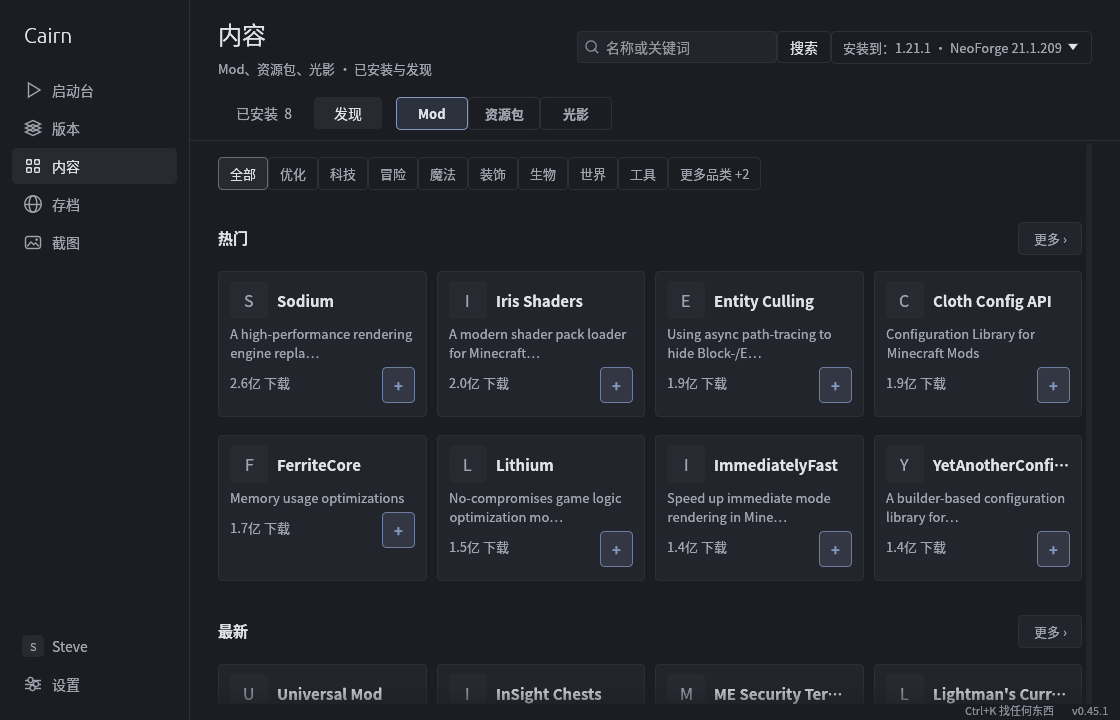 Cairn
启动台
版本
内容
存档
截图
Steve
设置
内容
Mod、资源包、光影 · 已安装与发现
名称或关键词
搜索
安装到：1.21.1 · NeoForge 21.1.209
已安装 8
发现
Mod
资源包
光影
全部
优化
科技
冒险
魔法
装饰
生物
世界
工具
更多品类 +2
热门
更多 ›
S
Sodium
A high-performance rendering
engine repla…
2.6亿 下载
+
I
Iris Shaders
A modern shader pack loader
for Minecraft…
2.0亿 下载
+
E
Entity Culling
Using async path-tracing to
hide Block-/E…
1.9亿 下载
+
C
Cloth Config API
Configuration Library for
Minecraft Mods
1.9亿 下载
+
F
FerriteCore
Memory usage optimizations
1.7亿 下载
+
L
Lithium
No-compromises game logic
optimization mo…
1.5亿 下载
+
I
ImmediatelyFast
Speed up immediate mode
rendering in Mine…
1.4亿 下载
+
Y
YetAnotherConfi…
A builder-based configuration
library for…
1.4亿 下载
+
最新
更多 ›
U
Universal Mod
I
InSight Chests
M
ME Security Ter…
L
Lightman's Curr…
S
Ctrl+K 找任何东西
v0.45.1